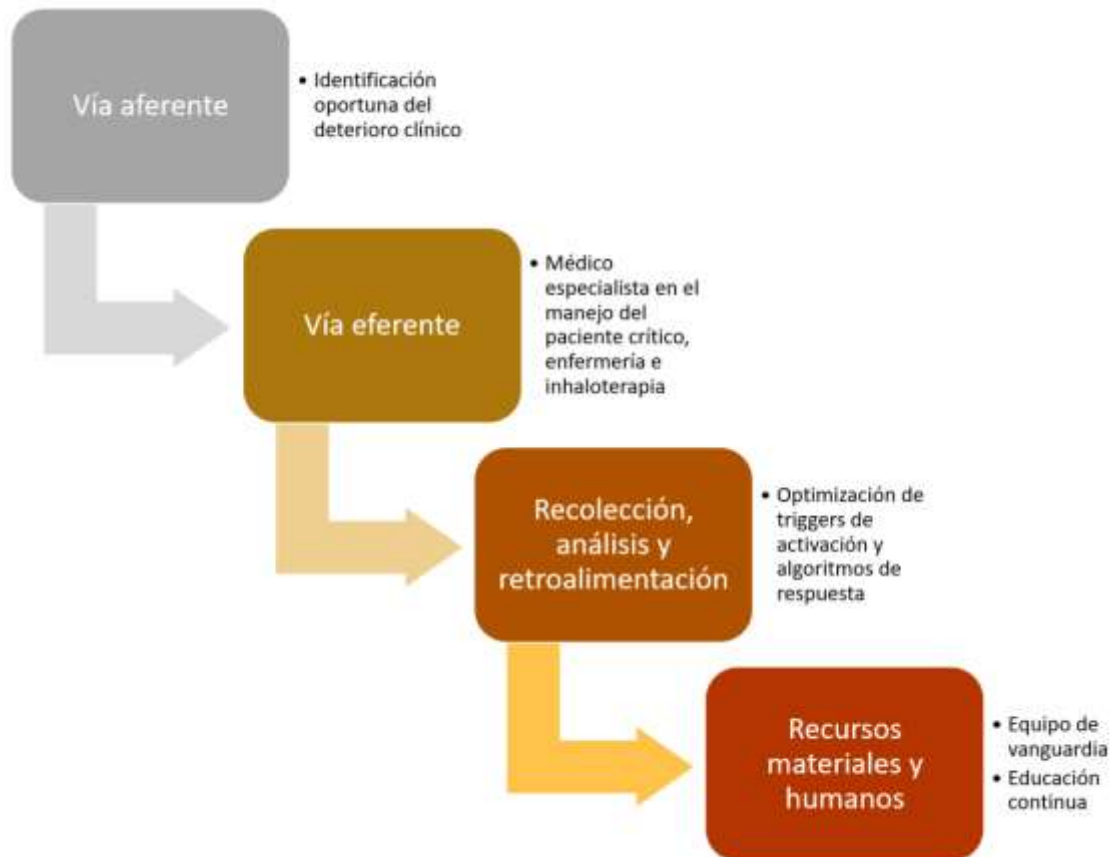 Vía aferente
• Identificación
oportuna del
deterioro clínico
Vía eferente
• Médico
especialista en el
manejo del
paciente crítico,
enfermería e
inhaloterapia
Recolección,
análisis y
retroalimentación
• Optimización de
triggers de
activación y
algoritmos de
respuesta
Recursos
materiales y
humanos
• Equipo de
vanguardia
• Educación
contínua